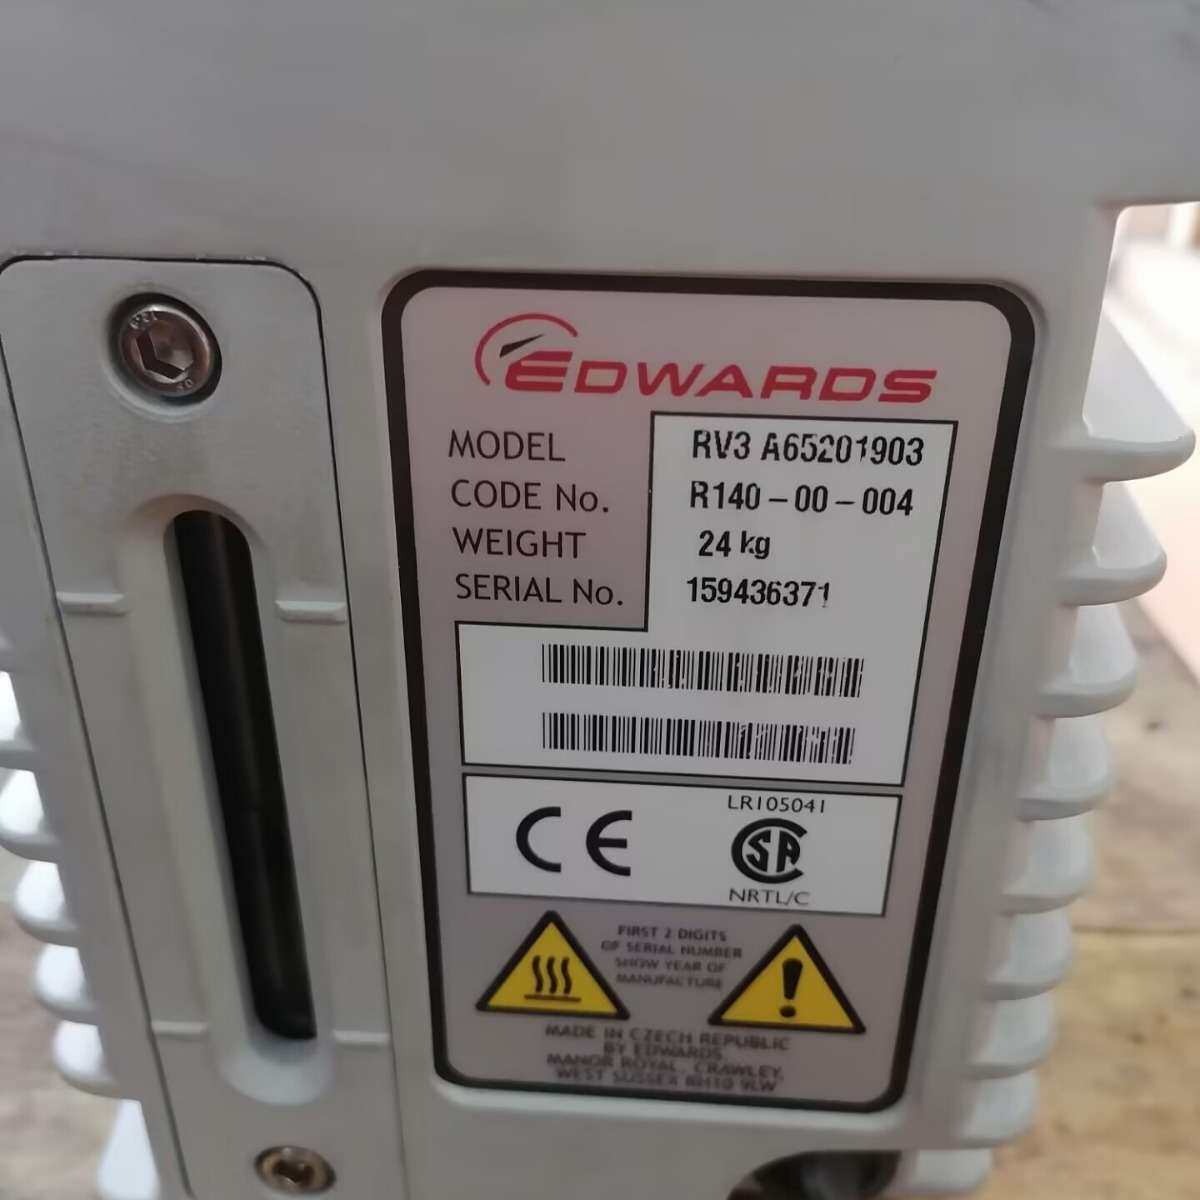 EDWARDS
MODEL RV3 A65201903
CODE No. R140-00-004
WEIGHT 24 kg
SERIAL No. 159436371
LR105041
CE
SA
NRTL/C
FIRST 2 DIGITS
OF SERIAL NUMBER
SHOW YEAR OF
MANUFACTURE
MADE IN CZECH REPUBLIC
BY EDWARDS,
MANOR ROYAL, CRAWLEY,
WEST SUSSEX RH10 9LW